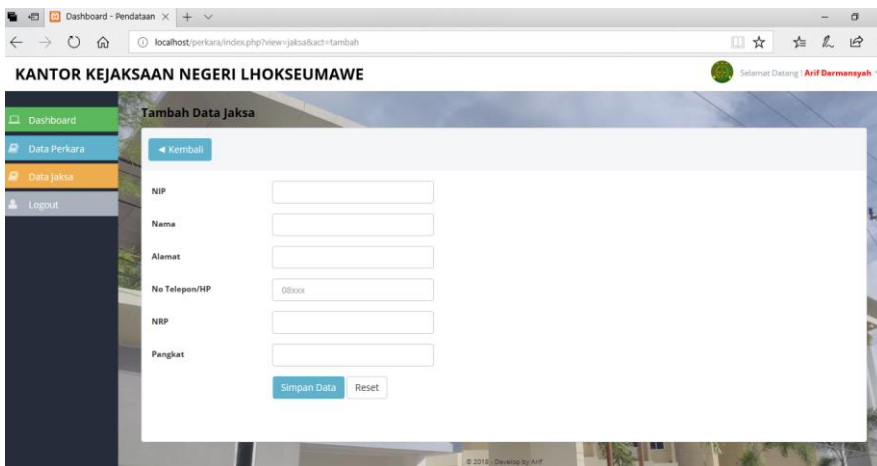 Dashboard - Pendataan
localhost/perkara/index.php?view=jaksa&act=tambah
KANTOR KEJAKSAAN NEGERI LHOKSEUMAWE
Selamat Datang ! Arif Darmansyah
Dashboard
Data Perkara
Data Jaksa
Logout
Tambah Data Jaksa
Kembali
NIP
Nama
Alamat
No Telepon/HP
08xxx
NRP
Pangkat
Simpan Data
Reset
© 2018 - Develop by Arif